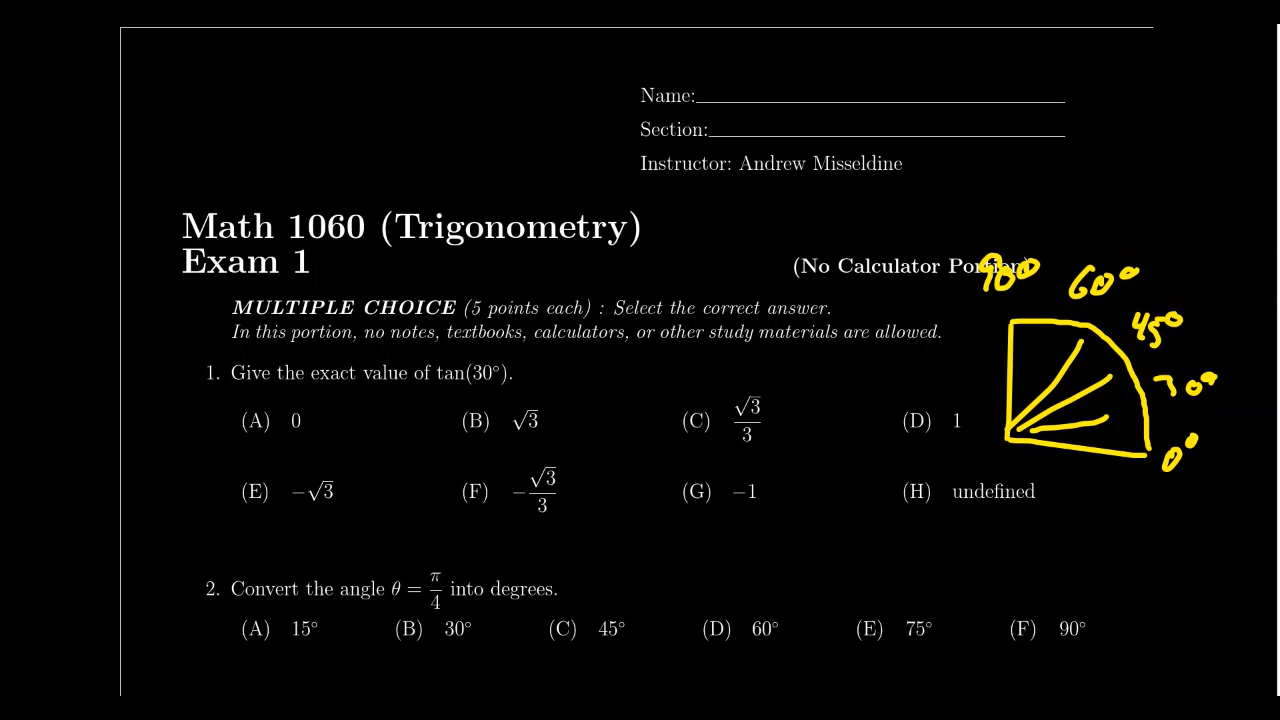 Name:
Section:
Instructor: Andrew Misseldine
Math 1060 (Trigonometry)
Exam 1
(No Calculator Portion)
90° 60°
45°
30°
0°
MULTIPLE CHOICE (5 points each) : Select the correct answer.
In this portion, no notes, textbooks, calculators, or other study materials are allowed.
1. Give the exact value of tan(30°).
(A) 0 (B) √3 (C) √3/3 (D) 1
(E) −√3 (F) −√3/3 (G) −1 (H) undefined
2. Convert the angle θ = π/4 into degrees.
(A) 15° (B) 30° (C) 45° (D) 60° (E) 75° (F) 90°